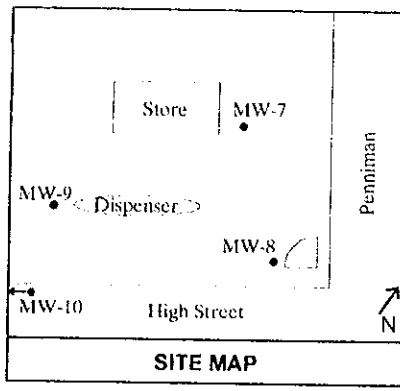 Store
MW-7
Penniman
MW-9
Dispenser
MW-8
MW-10
High Street
N
SITE MAP